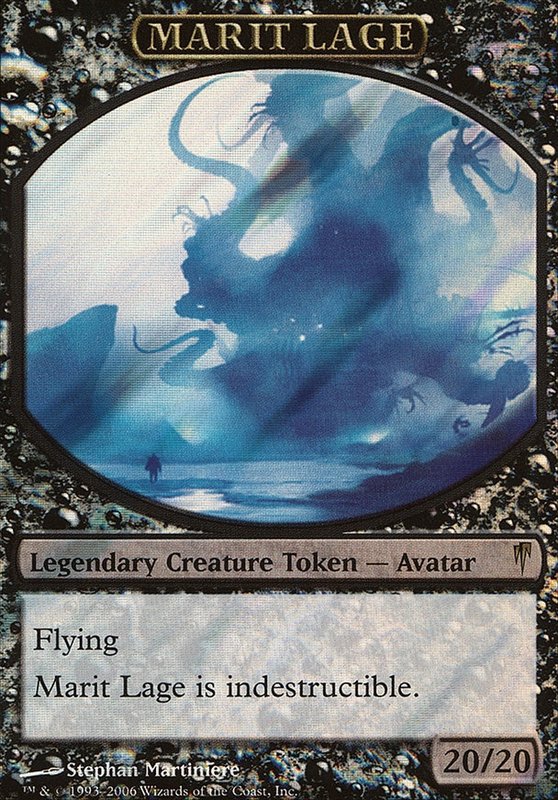 MARIT LAGE
Legendary Creature Token — Avatar
Flying
Marit Lage is indestructible.
20/20
Stephan Martiniere
™ & © 1993-2006 Wizards of the Coast, Inc.